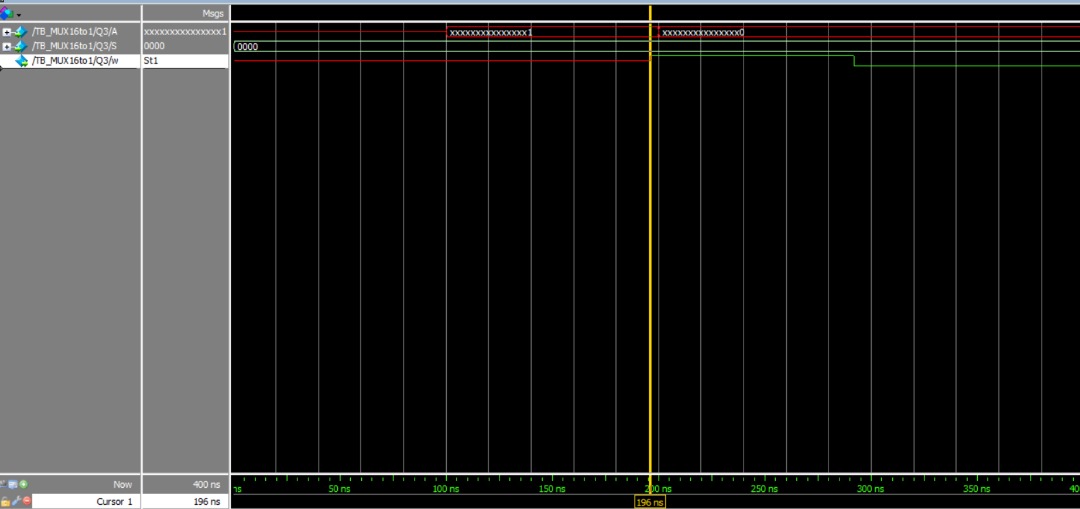 Msgs
/TB_MUX16to1/Q3/A xxxxxxxxxxxxxxx1 xxxxxxxxxxxxxxx1 xxxxxxxxxxxxxxx0
/TB_MUX16to1/Q3/S 0000 0000
/TB_MUX16to1/Q3/w St1
Now 400 ns ns 50 ns 100 ns 150 ns 200 ns 250 ns 300 ns 350 ns 40
Cursor 1 196 ns 196 ns